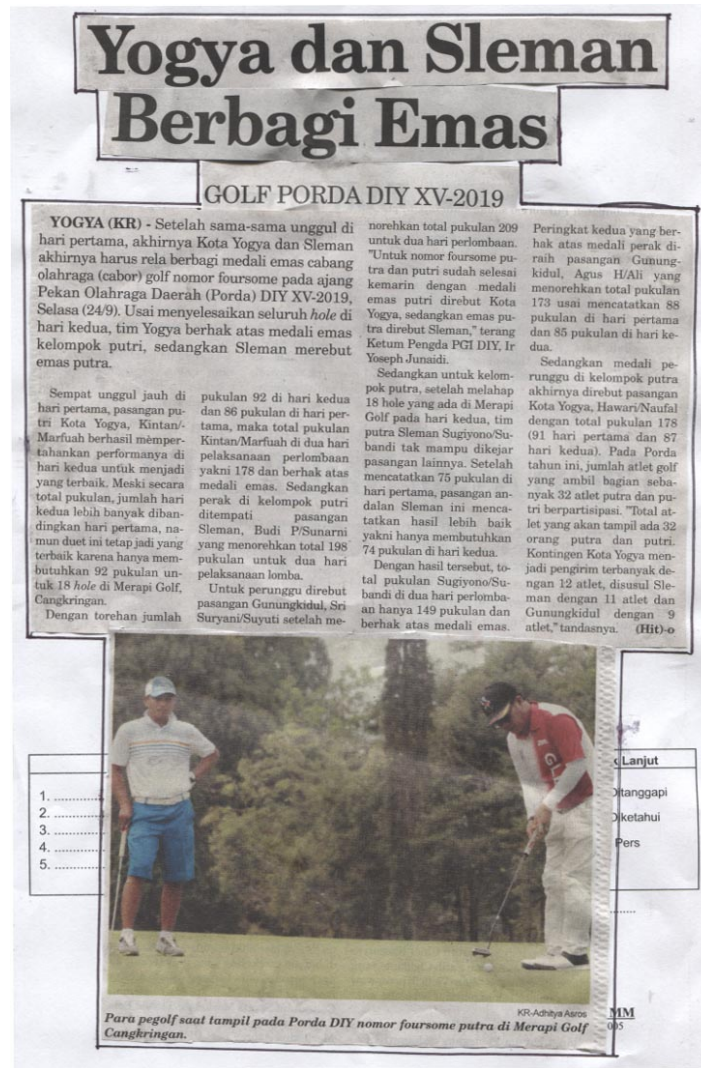 Yogya dan Sleman
Berbagi Emas
GOLF PORDA DIY XV-2019
YOGYA (KR) - Setelah sama-sama unggul di
hari pertama, akhirnya Kota Yogya dan Sleman
akhirnya harus rela berbagi medali emas cabang
olahraga (cabor) golf nomor foursome pada ajang
Pekan Olahraga Daerah (Porda) DIY XV-2019,
Selasa (24/9). Usai menyelesaikan seluruh hole di
hari kedua, tim Yogya berhak atas medali emas
kelompok putri, sedangkan Sleman merebut
emas putra.
Sempat unggul jauh di
hari pertama, pasangan pu-
tri Kota Yogya, Kintan/-
Marfuah berhasil memper-
tahankan performanya di
hari kedua untuk menjadi
yang terbaik. Meski secara
total pukulan, jumlah hari
kedua lebih banyak diban-
dingkan hari pertama, na-
mun duet ini tetap jadi yang
terbaik karena hanya mem-
butuhkan 92 pukulan un-
tuk 18 hole di Merapi Golf,
Cangkringan.
Dengan torehan jumlah
pukulan 92 di hari kedua
dan 86 pukulan di hari per-
tama, maka total pukulan
Kintan/Marfuah di dua hari
pelaksanaan perlombaan
yakni 178 dan berhak atas
medali emas. Sedangkan
perak di kelompok putri
ditempati pasangan
Sleman, Budi P/Sunarni
yang menorehkan total 198
pukulan untuk dua hari
pelaksanaan lomba.
Untuk perunggu direbut
pasangan Gunungkidul, Sri
Suryani/Suyuti setelah me-
norehkan total pukulan 209
untuk dua hari perlombaan.
"Untuk nomor foursome pu-
tra dan putri sudah selesai
kemarin dengan medali
emas putri direbut Kota
Yogya, sedangkan emas pu-
tra direbut Sleman," terang
Ketum Pengda PGI DIY, Ir
Yoseph Junaidi.
Sedangkan untuk kelom-
pok putra, setelah melahap
18 hole yang ada di Merapi
Golf pada hari kedua, tim
putra Sleman Sugiyono/Su-
bandi tak mampu dikejar
pasangan lainnya. Setelah
mencatatkan 75 pukulan di
hari pertama, pasangan an-
dalan Sleman ini menca-
tatkan hasil lebih baik
yakni hanya membutuhkan
74 pukulan di hari kedua.
Dengan hasil tersebut, to-
tal pukulan Sugiyono/Su-
bandi di dua hari perlomba-
an hanya 149 pukulan dan
berhak atas medali emas.
Peringkat kedua yang ber-
hak atas medali perak di-
raih pasangan Gunung-
kidul, Agus H/Ali yang
menorehkan total pukulan
173 usai mencatatkan 88
pukulan di hari pertama
dan 85 pukulan di hari ke-
dua.
Sedangkan medali pe-
runggu di kelompok putra
akhirnya direbut pasangan
Kota Yogya, Hawari/Naufal
dengan total pukulan 178
(91 hari pertama dan 87
hari kedua). Pada Porda
tahun ini, jumlah atlet golf
yang ambil bagian seba-
nyak 32 atlet putra dan pu-
tri berpartisipasi. "Total at-
let yang akan tampil ada 32
orang putra dan putri.
Kontingen Kota Yogya men-
jadi pengirim terbanyak de-
ngan 12 atlet, disusul Sle-
man dengan 11 atlet dan
Gunungkidul dengan 9
atlet," tandasnya. (Hit)-o
Lanjut
1. ............
2. ............
3. ............
4. ............
5. ............
Ditanggapi
Diketahui
Pers
KR-Adhitya Asros
Para pegolf saat tampil pada Porda DIY nomor foursome putra di Merapi Golf
Cangkringan.
MM
005